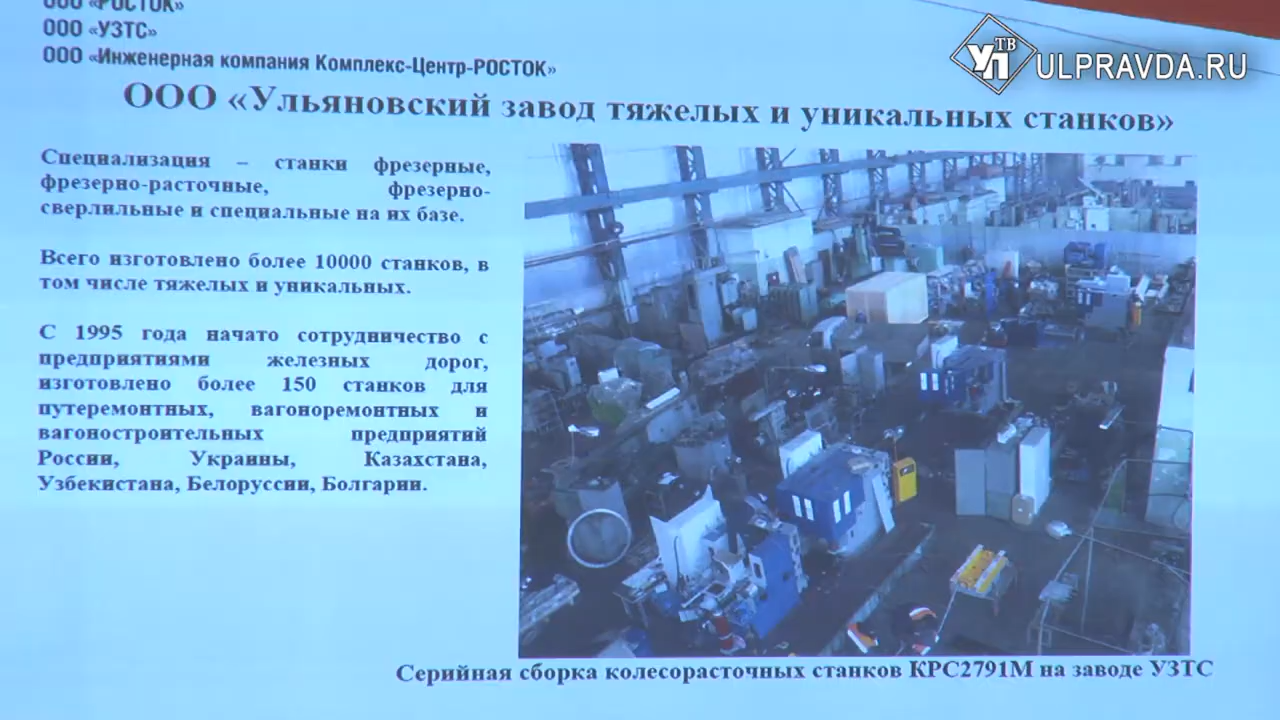 ООО «РОСТОК»
ООО «УЗТС»
ООО «Инженерная компания Комплекс-Центр-РОСТОК»
УП ТВ
ULPRAVDA.RU
ООО «Ульяновский завод тяжелых и уникальных станков»
Специализация – станки фрезерные,
фрезерно-расточные, фрезерно-
сверлильные и специальные на их базе.
Всего изготовлено более 10000 станков, в
том числе тяжелых и уникальных.
С 1995 года начато сотрудничество с
предприятиями железных дорог,
изготовлено более 150 станков для
путеремонтных, вагоноремонтных и
вагоностроительных предприятий
России, Украины, Казахстана,
Узбекистана, Белоруссии, Болгарии.
Серийная сборка колесорасточных станков КРС2791М на заводе УЗТС